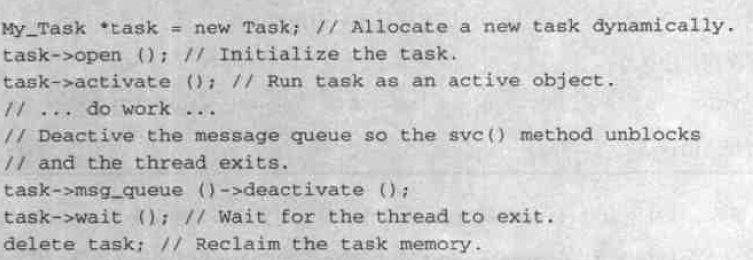 My_Task *task = new Task; // Allocate a new task dynamically.
task->open (); // Initialize the task.
task->activate (); // Run task as an active object.
// ... do work ...
// Deactive the message queue so the svc() method unblocks
// and the thread exits.
task->msg_queue ()->deactivate ();
task->wait (); // Wait for the thread to exit.
delete task; // Reclaim the task memory.